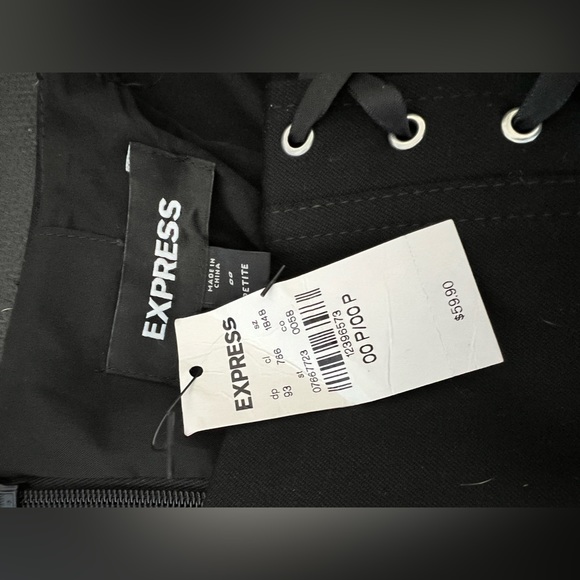 EXPRESS
MADE IN
CHINA
00
PETITE
EXPRESS
dp cl sz
93 766 1848
st co
07867723 0058
12396573
00 P/00 P
$59.90